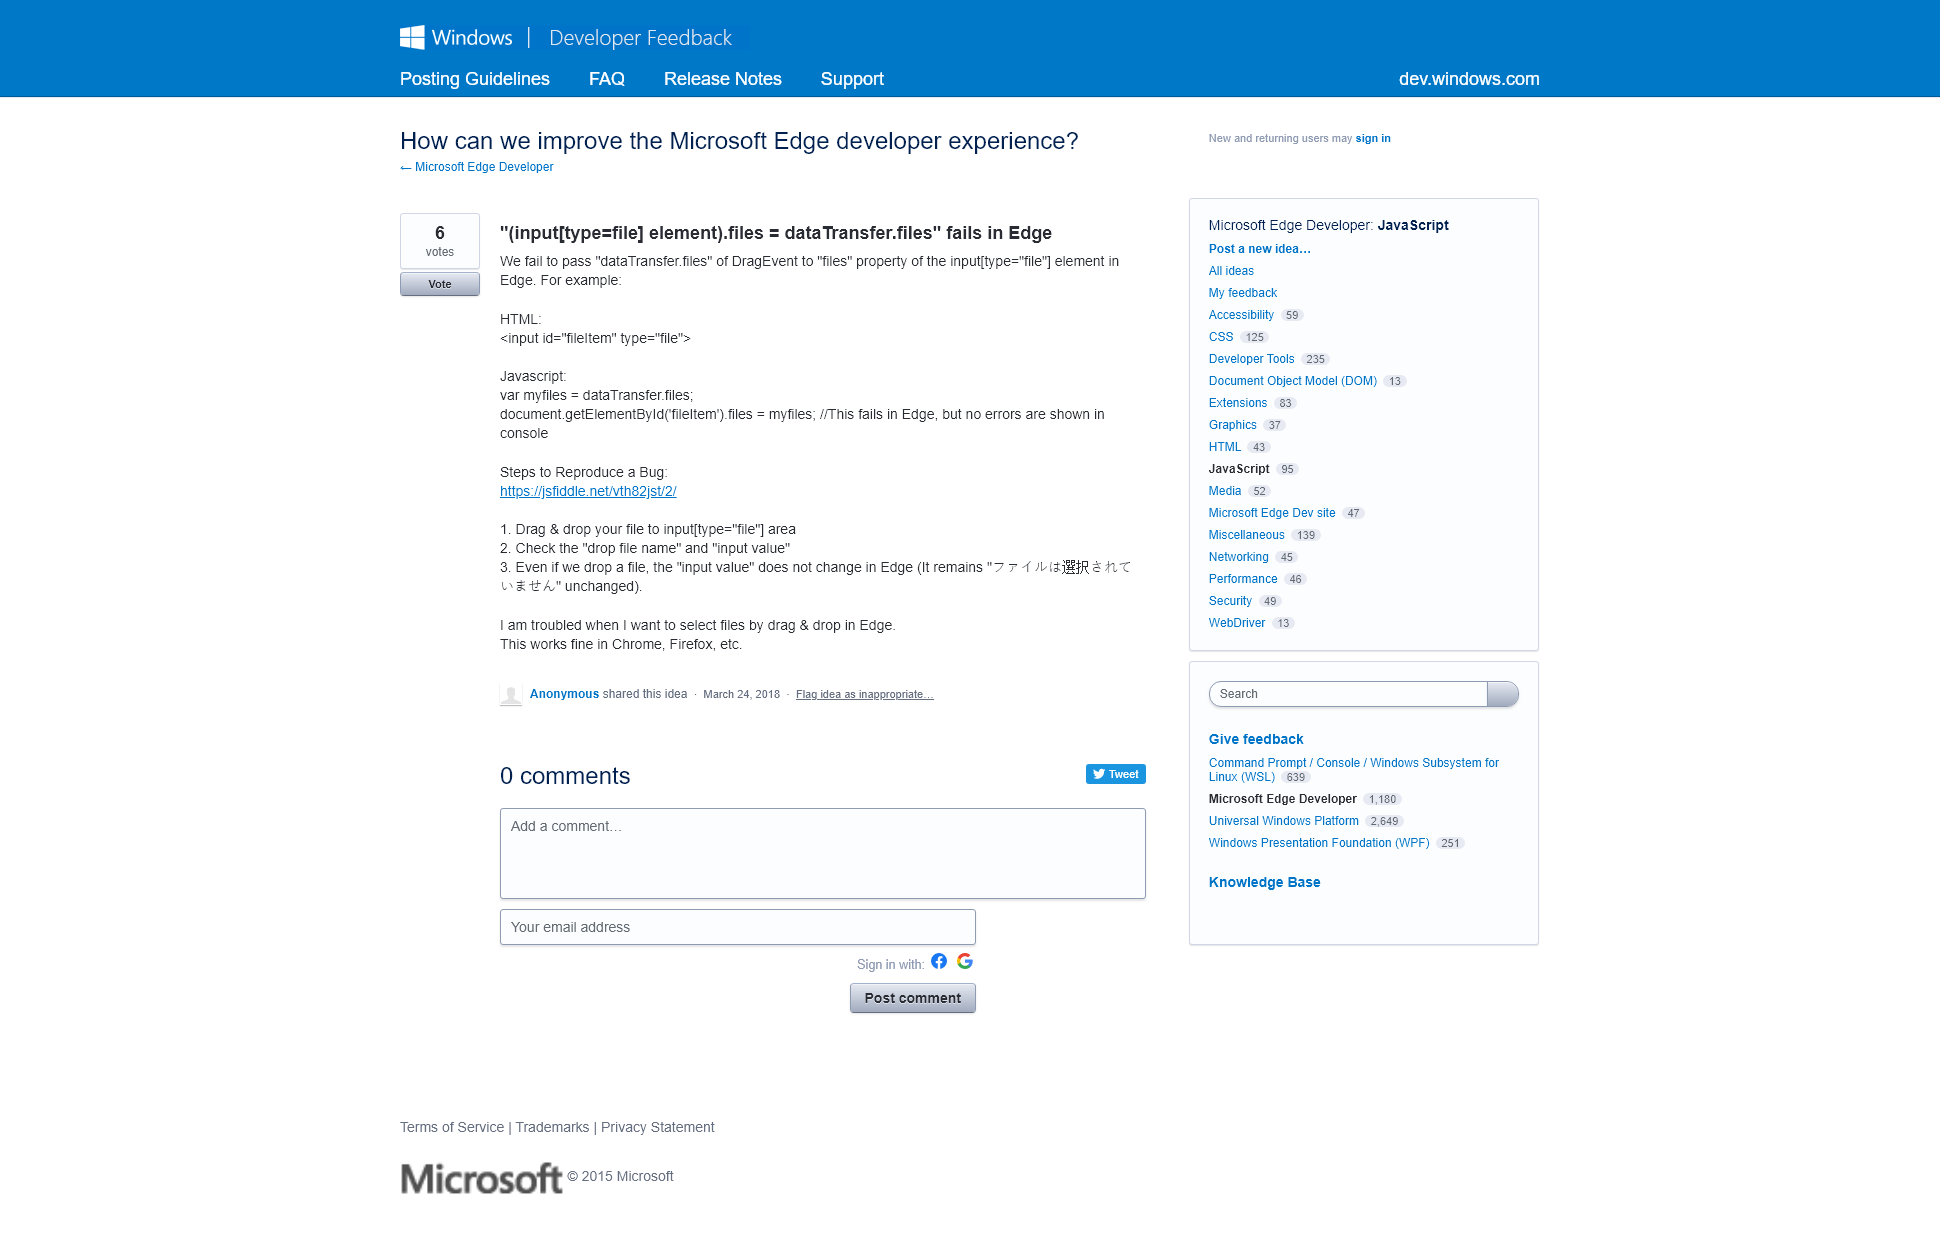 Windows | Developer Feedback
Posting Guidelines FAQ Release Notes Support dev.windows.com
How can we improve the Microsoft Edge developer experience?
← Microsoft Edge Developer
New and returning users may sign in
6
votes
Vote
"(input[type=file] element).files = dataTransfer.files" fails in Edge
We fail to pass "dataTransfer.files" of DragEvent to "files" property of the input[type="file"] element in
Edge. For example:
HTML:
<input id="fileItem" type="file">
Javascript:
var myfiles = dataTransfer.files;
document.getElementById('fileItem').files = myfiles; //This fails in Edge, but no errors are shown in
console
Steps to Reproduce a Bug:
https://jsfiddle.net/vth82jst/2/
1. Drag & drop your file to input[type="file"] area
2. Check the "drop file name" and "input value"
3. Even if we drop a file, the "input value" does not change in Edge (It remains "ファイルは選択されて
いません" unchanged).
I am troubled when I want to select files by drag & drop in Edge.
This works fine in Chrome, Firefox, etc.
Anonymous shared this idea · March 24, 2018 · Flag idea as inappropriate…
0 comments
Tweet
Add a comment…
Your email address
Sign in with:
Post comment
Microsoft Edge Developer: JavaScript
Post a new idea…
All ideas
My feedback
Accessibility 59
CSS 125
Developer Tools 235
Document Object Model (DOM) 13
Extensions 83
Graphics 37
HTML 43
JavaScript 95
Media 52
Microsoft Edge Dev site 47
Miscellaneous 139
Networking 45
Performance 46
Security 49
WebDriver 13
Search
Give feedback
Command Prompt / Console / Windows Subsystem for
Linux (WSL) 639
Microsoft Edge Developer 1,180
Universal Windows Platform 2,649
Windows Presentation Foundation (WPF) 251
Knowledge Base
Terms of Service | Trademarks | Privacy Statement
Microsoft © 2015 Microsoft